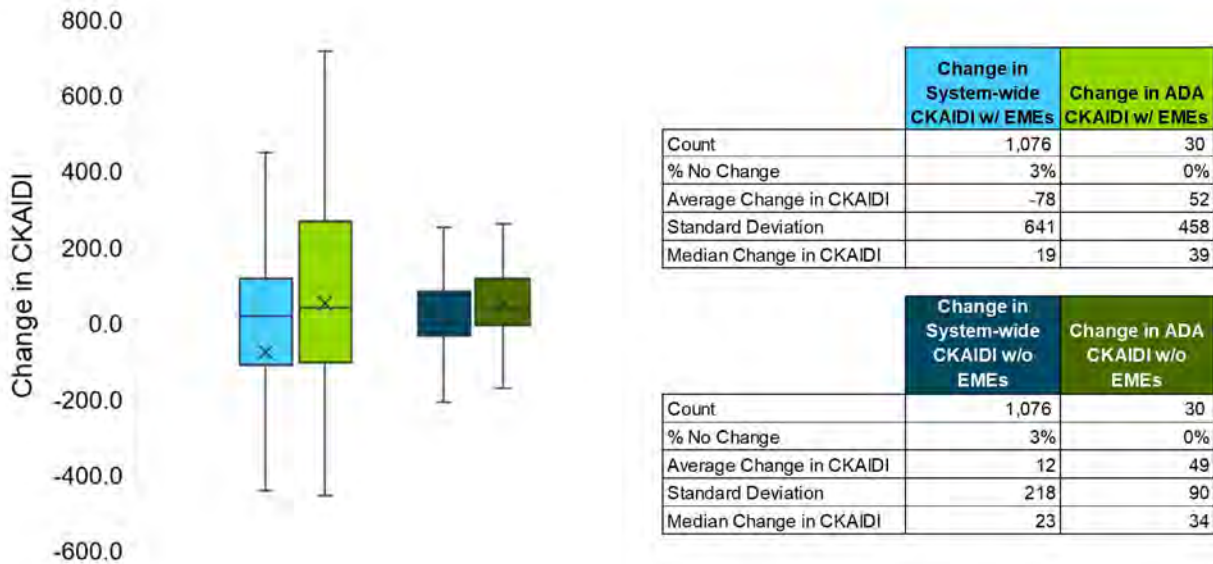 800.0
600.0
400.0
200.0
0.0
-200.0
-400.0
-600.0
Change in CKAIDI
Change in
System-wide
CKAIDI w/ EMEs
Change in ADA
CKAIDI w/ EMEs
Count 1,076 30
% No Change 3% 0%
Average Change in CKAIDI -78 52
Standard Deviation 641 458
Median Change in CKAIDI 19 39
Change in
System-wide
CKAIDI w/o
EMEs
Change in ADA
CKAIDI w/o
EMEs
Count 1,076 30
% No Change 3% 0%
Average Change in CKAIDI 12 49
Standard Deviation 218 90
Median Change in CKAIDI 23 34